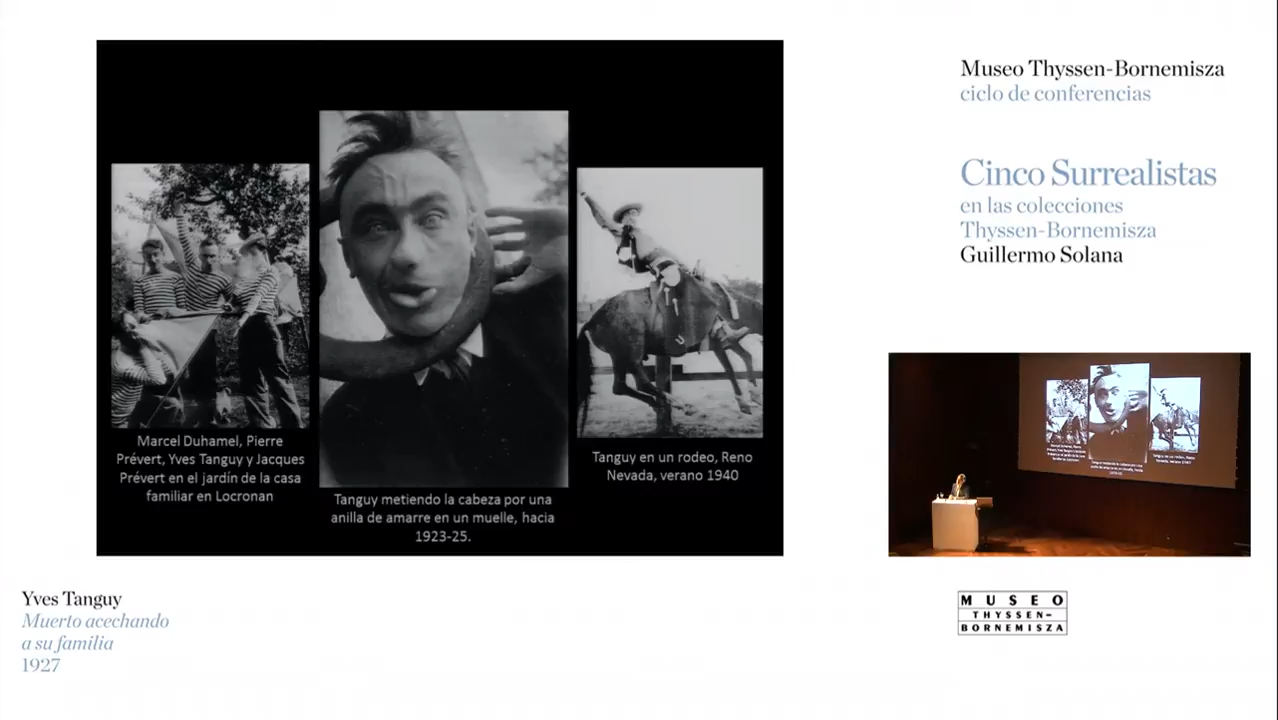 Museo Thyssen-Bornemisza
ciclo de conferencias
Cinco Surrealistas
en las colecciones
Thyssen-Bornemisza
Guillermo Solana
Marcel Duhamel, Pierre
Prévert, Yves Tanguy y Jacques
Prévert en el jardín de la casa
familiar en Locronan
Tanguy metiendo la cabeza por una
anilla de amarre en un muelle, hacia
1923-25.
Tanguy en un rodeo, Reno
Nevada, verano 1940
Yves Tanguy
Muerto acechando
a su familia
1927
MUSEO
THYSSEN-
BORNEMISZA